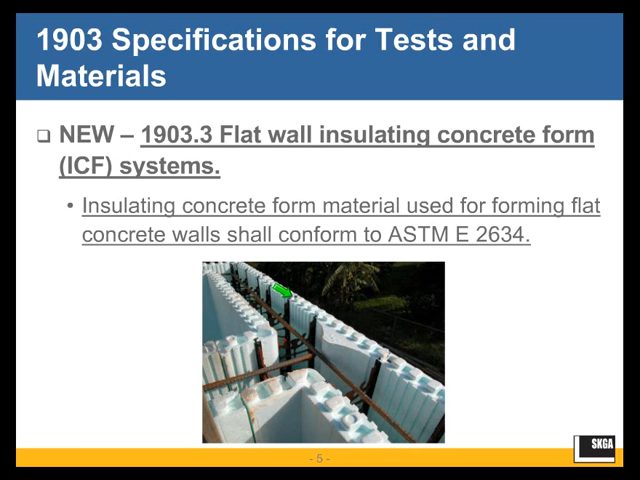 1903 Specifications for Tests and
Materials
❑ NEW – 1903.3 Flat wall insulating concrete form
(ICF) systems.
• Insulating concrete form material used for forming flat
concrete walls shall conform to ASTM E 2634.
- 5 -
SKGA